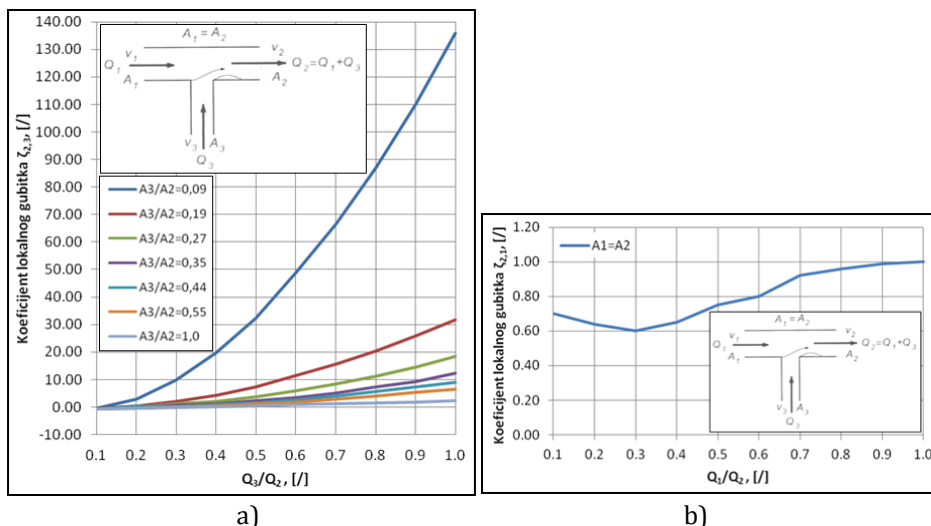 Koeficijent lokalnog gubitka ζ2,3, [/]
140.00
130.00
120.00
110.00
100.00
90.00
80.00
70.00
60.00
50.00
40.00
30.00
20.00
10.00
0.00
-10.00
A1 = A2
v1
v2
Q1
Q2=Q1+Q3
A1
A2
v3
A3
Q3
A3/A2=0,09
A3/A2=0,19
A3/A2=0,27
A3/A2=0,35
A3/A2=0,44
A3/A2=0,55
A3/A2=1,0
0.1 0.2 0.3 0.4 0.5 0.6 0.7 0.8 0.9 1.0
Q3/Q2 , [/]
a)
Koeficijent lokalnog gubitka ζ2,1, [/]
1.20
1.00
0.80
0.60
0.40
0.20
0.00
A1=A2
A1 = A2
v1
v2
Q1
Q2=Q1+Q3
A1
A2
v3
A3
Q3
0.1 0.2 0.3 0.4 0.5 0.6 0.7 0.8 0.9 1.0
Q1/Q2 , [/]
b)